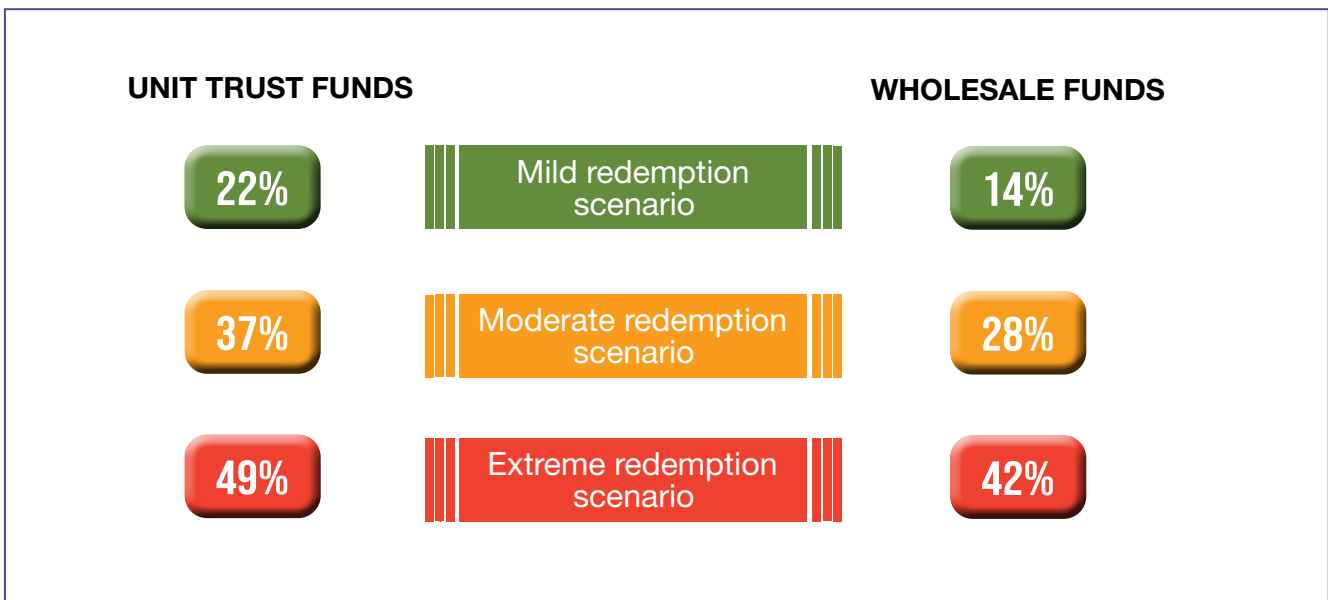 UNIT TRUST FUNDS
WHOLESALE FUNDS
22%
Mild redemption
scenario
14%
37%
Moderate redemption
scenario
28%
49%
Extreme redemption
scenario
42%